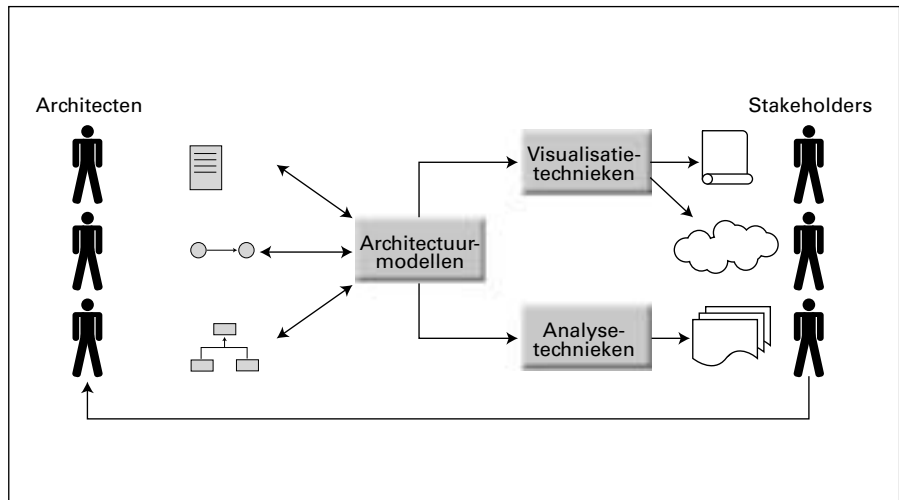 Architecten
Stakeholders
Visualisatie-
technieken
Architectuur-
modellen
Analyse-
technieken